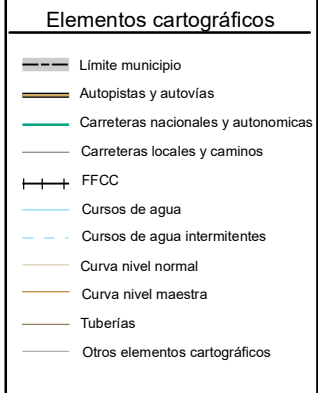 Elementos cartográficos
Límite municipio
Autopistas y autovías
Carreteras nacionales y autonomicas
Carreteras locales y caminos
FFCC
Cursos de agua
Cursos de agua intermitentes
Curva nivel normal
Curva nivel maestra
Tuberías
Otros elementos cartográficos